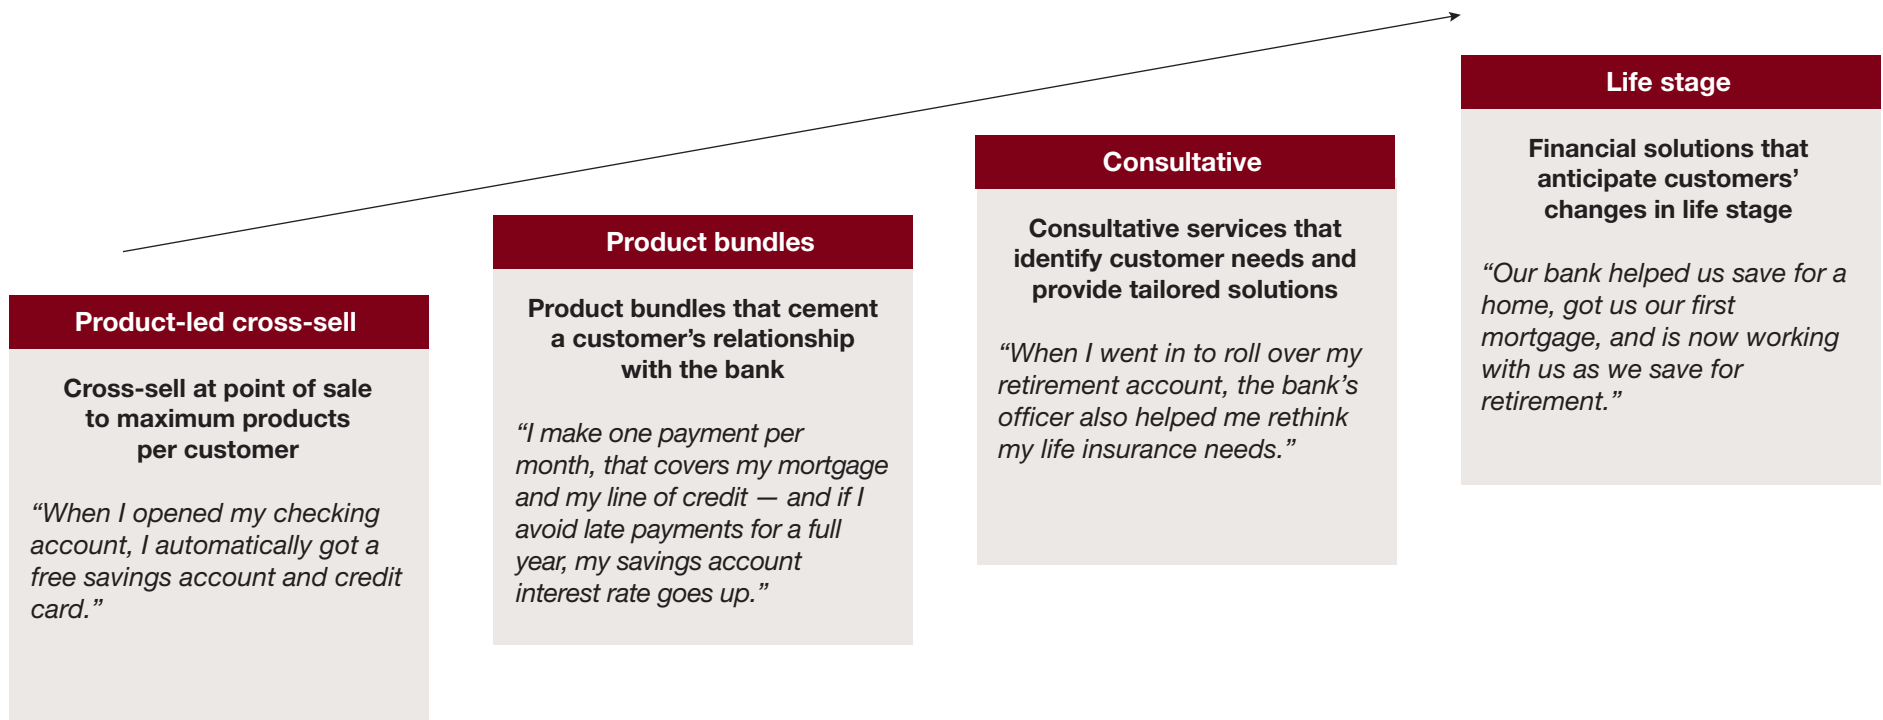 Product-led cross-sell
Cross-sell at point of sale
to maximum products
per customer
“When I opened my checking
account, I automatically got a
free savings account and credit
card.”
Product bundles
Product bundles that cement
a customer’s relationship
with the bank
“I make one payment per
month, that covers my mortgage
and my line of credit — and if I
avoid late payments for a full
year, my savings account
interest rate goes up.”
Consultative
Consultative services that
identify customer needs and
provide tailored solutions
“When I went in to roll over my
retirement account, the bank’s
officer also helped me rethink
my life insurance needs.”
Life stage
Financial solutions that
anticipate customers’
changes in life stage
“Our bank helped us save for a
home, got us our first
mortgage, and is now working
with us as we save for
retirement.”